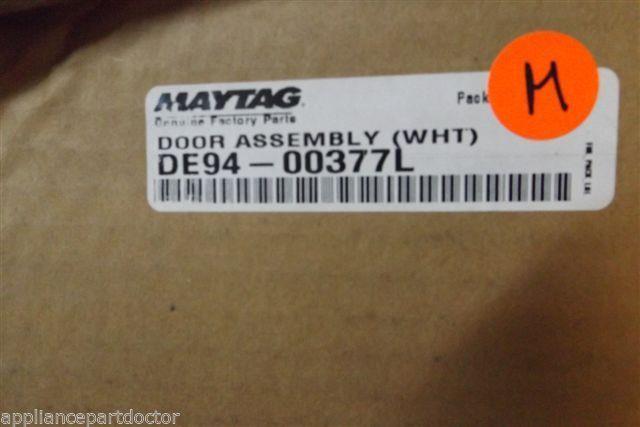 MAYTAG
Genuine Factory Parts
Pack
M
DOOR ASSEMBLY (WHT)
DE94-00377L
appliancepartdoctor